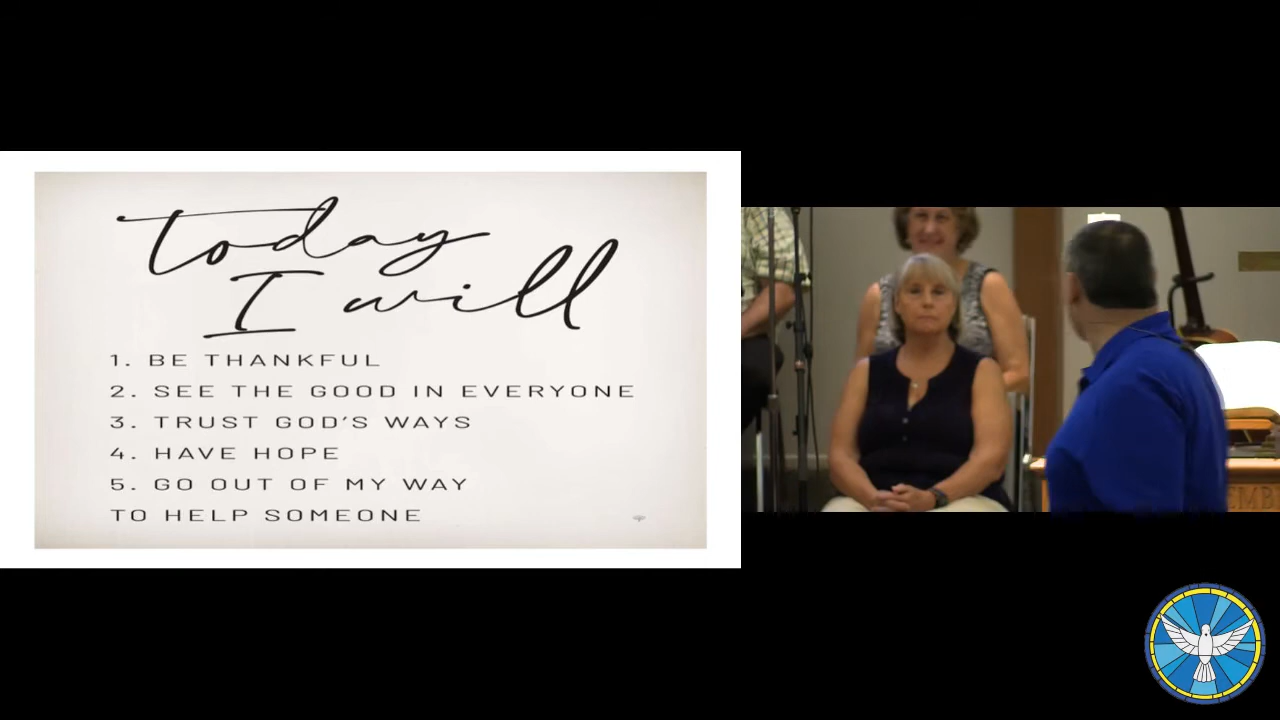 today
I will
1. BE THANKFUL
2. SEE THE GOOD IN EVERYONE
3. TRUST GOD'S WAYS
4. HAVE HOPE
5. GO OUT OF MY WAY
TO HELP SOMEONE